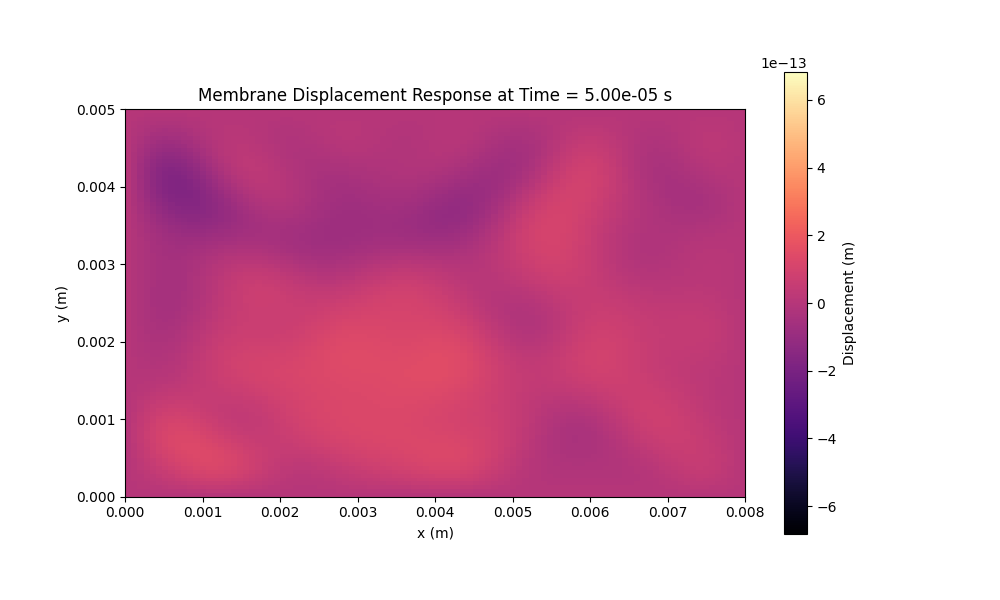 1e−13
Membrane Displacement Response at Time = 5.00e-05 s
0.005
0.004
0.003
0.002
0.001
0.000
y (m)
0.000 0.001 0.002 0.003 0.004 0.005 0.006 0.007 0.008
x (m)
6
4
2
0
−2
−4
−6
Displacement (m)